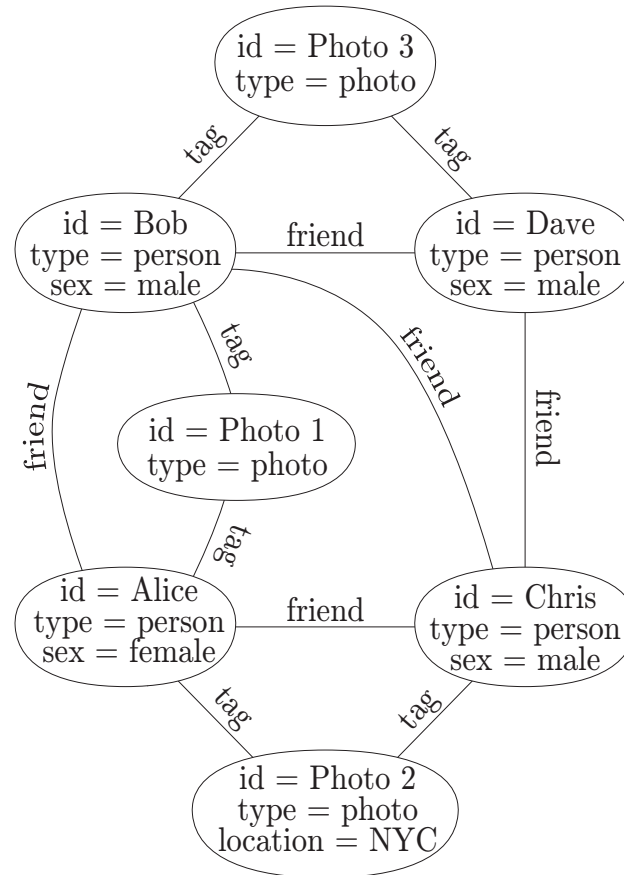 id = Photo 3
type = photo
tag
tag
id = Bob
type = person
sex = male
friend
id = Dave
type = person
sex = male
tag
friend
friend
friend
id = Photo 1
type = photo
tag
id = Alice
type = person
sex = female
friend
id = Chris
type = person
sex = male
tag
tag
id = Photo 2
type = photo
location = NYC